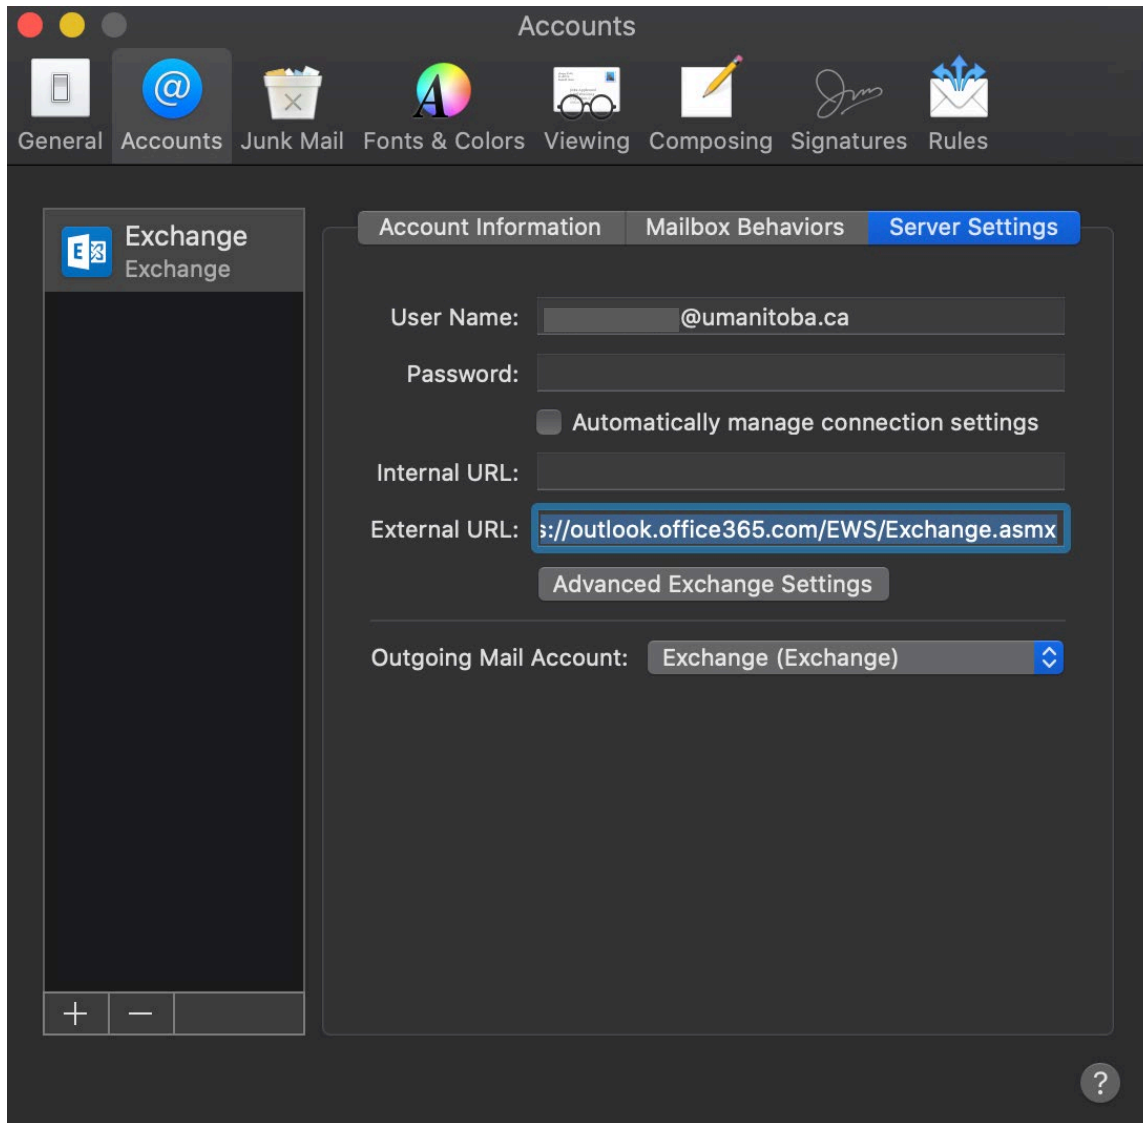 Accounts
General Accounts Junk Mail Fonts & Colors Viewing Composing Signatures Rules
Exchange
Exchange
Account Information Mailbox Behaviors Server Settings
User Name: @umanitoba.ca
Password:
Automatically manage connection settings
Internal URL:
External URL: s://outlook.office365.com/EWS/Exchange.asmx
Advanced Exchange Settings
Outgoing Mail Account: Exchange (Exchange)
?